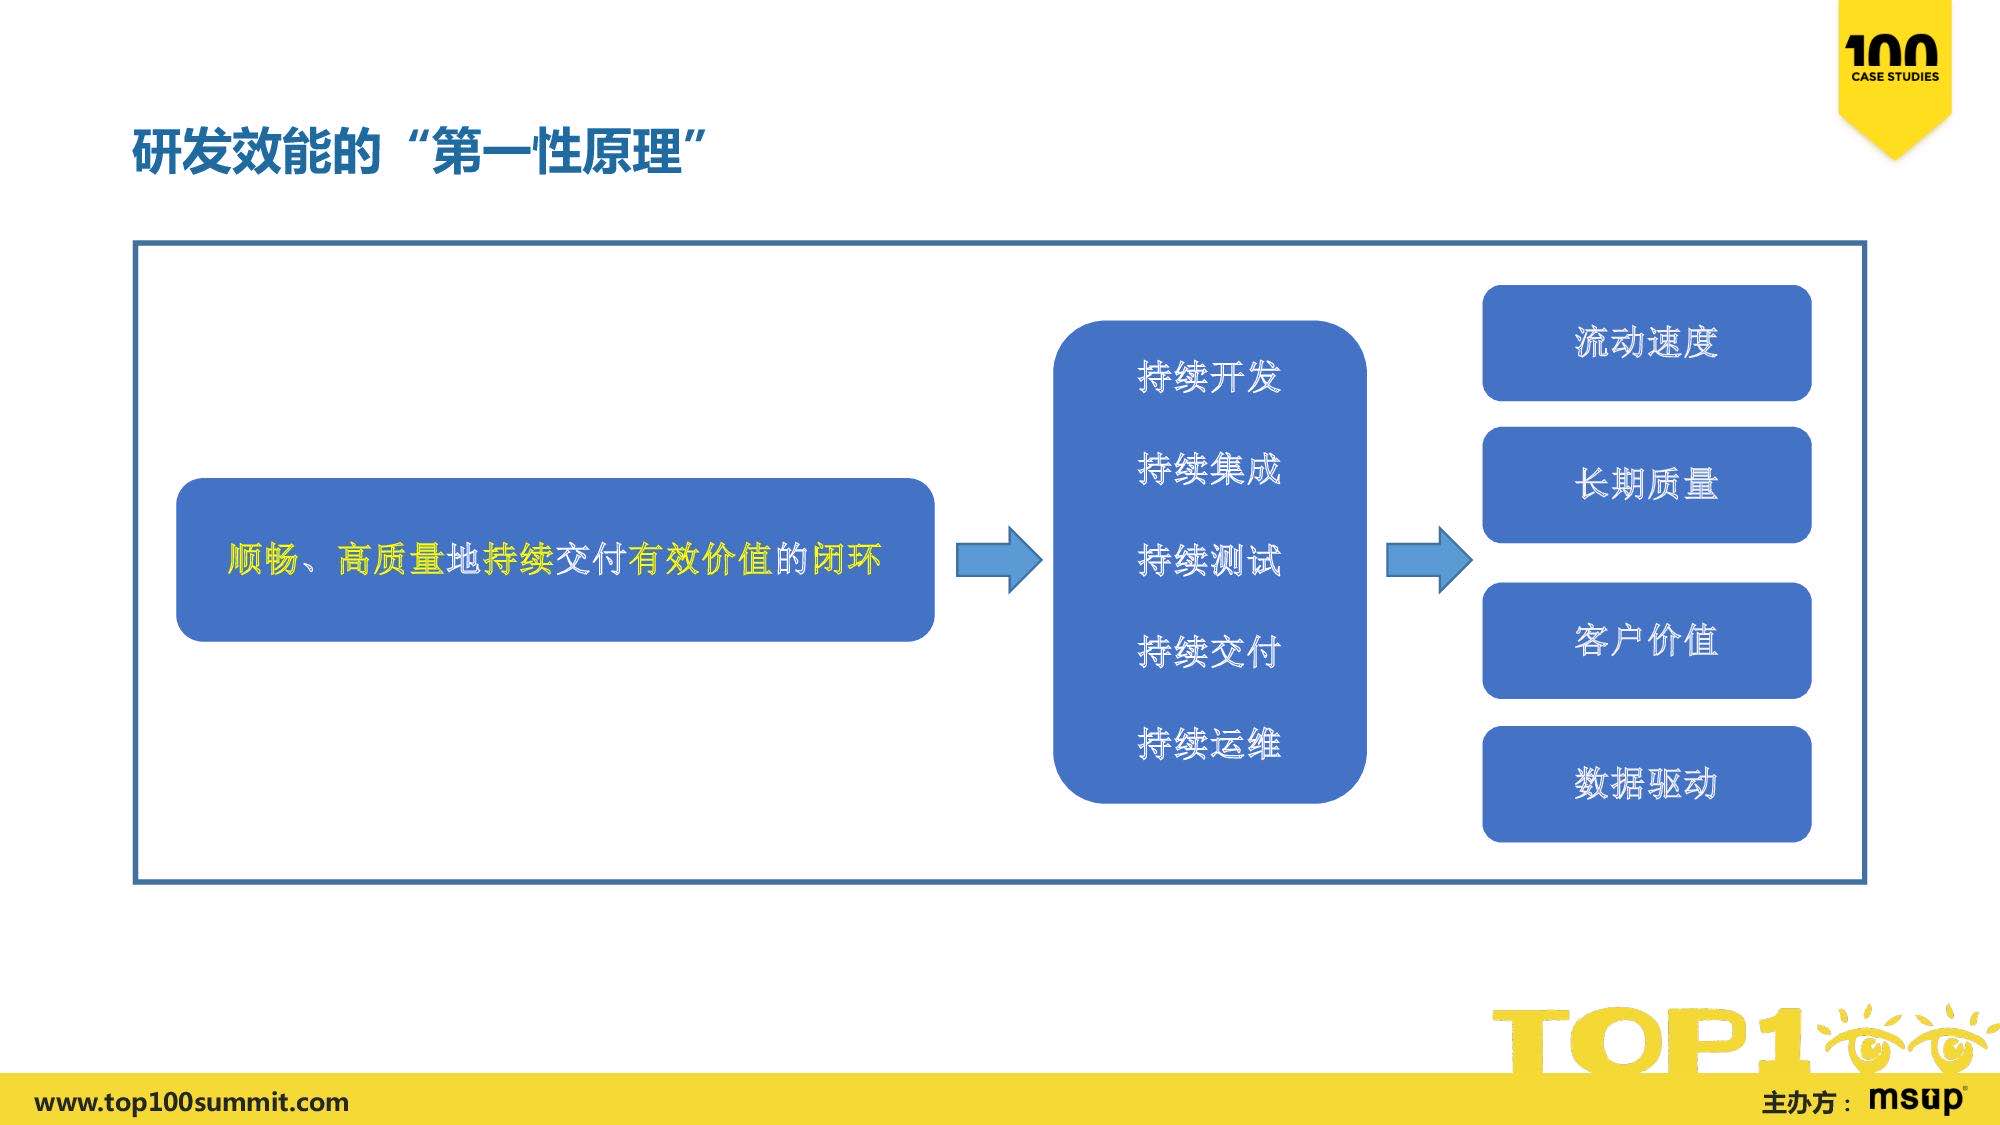 100
CASE STUDIES
研发效能的“第一性原理”
顺畅、高质量地持续交付有效价值的闭环
持续开发
持续集成
持续测试
持续交付
持续运维
流动速度
长期质量
客户价值
数据驱动
TOP100
www.top100summit.com
主办方：msup®